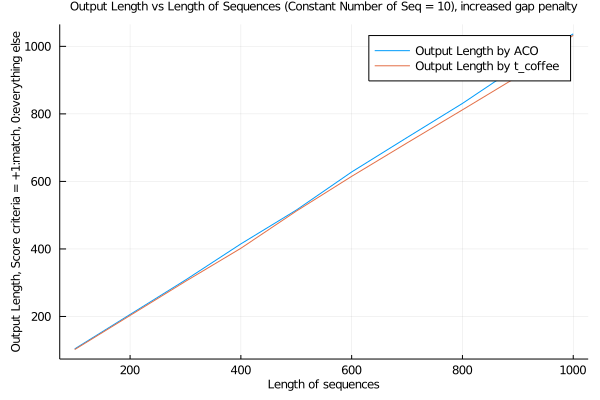 Output Length vs Length of Sequences (Constant Number of Seq = 10), increased gap penalty
Output Length, Score criteria = +1:match, 0:everything else
1000
800
600
400
200
Output Length by ACO
Output Length by t_coffee
200 400 600 800 1000
Length of sequences